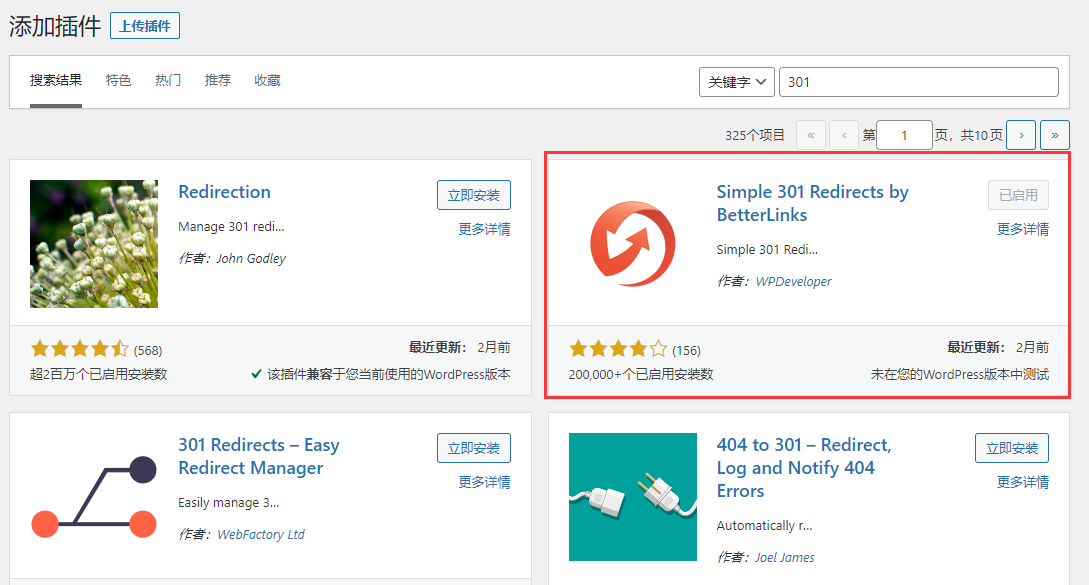 添加插件 上传插件
搜索结果 特色 热门 推荐 收藏 关键字 301
325个项目 « ‹ 第 1 页，共10页 › »
Redirection 立即安装
Manage 301 redi... 更多详情
作者：John Godley
(568) 最近更新： 2月前
超2百万个已启用安装数 该插件兼容于您当前使用的WordPress版本
Simple 301 Redirects by 已启用
BetterLinks 更多详情
Simple 301 Redi...
作者：WPDeveloper
(156) 最近更新： 2月前
200,000+个已启用安装数 未在您的WordPress版本中测试
301 Redirects – Easy 立即安装
Redirect Manager 更多详情
Easily manage 3...
作者：WebFactory Ltd
404 to 301 – Redirect, 立即安装
Log and Notify 404 更多详情
Errors
Automatically r...
作者：Joel James